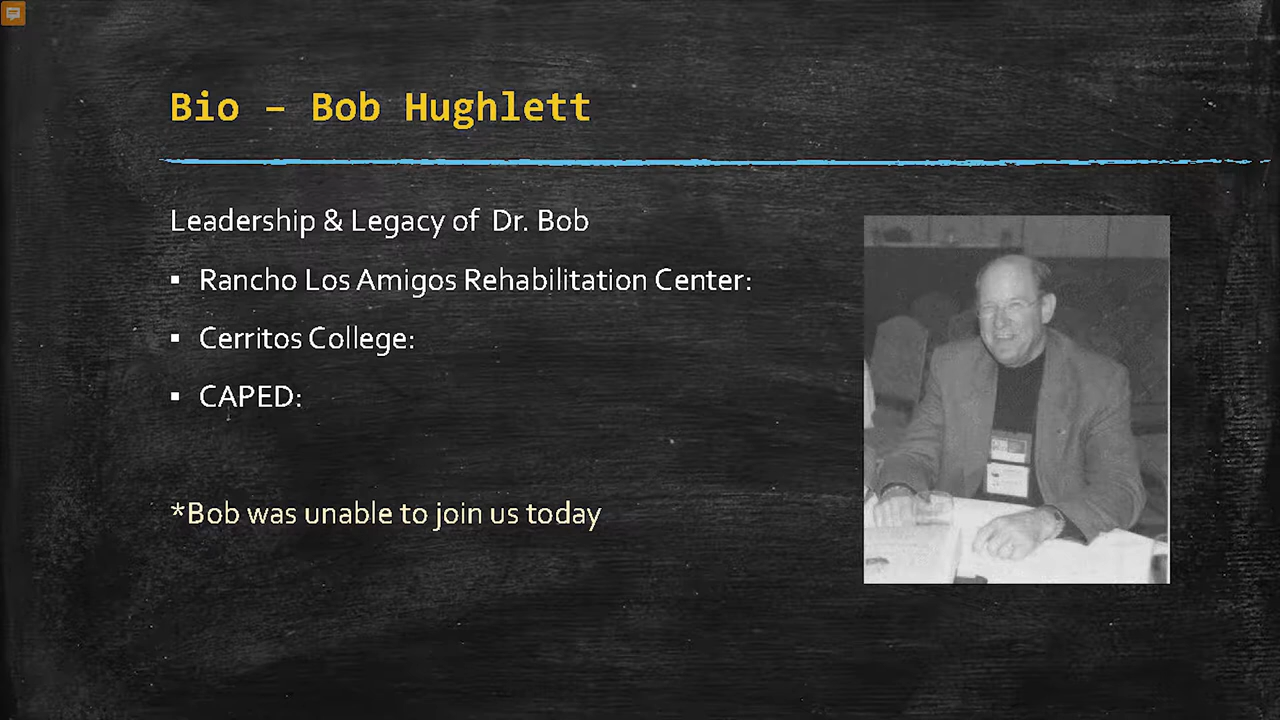 Bio – Bob Hughlett
Leadership & Legacy of Dr. Bob
▪ Rancho Los Amigos Rehabilitation Center:
▪ Cerritos College:
▪ CAPED:
*Bob was unable to join us today